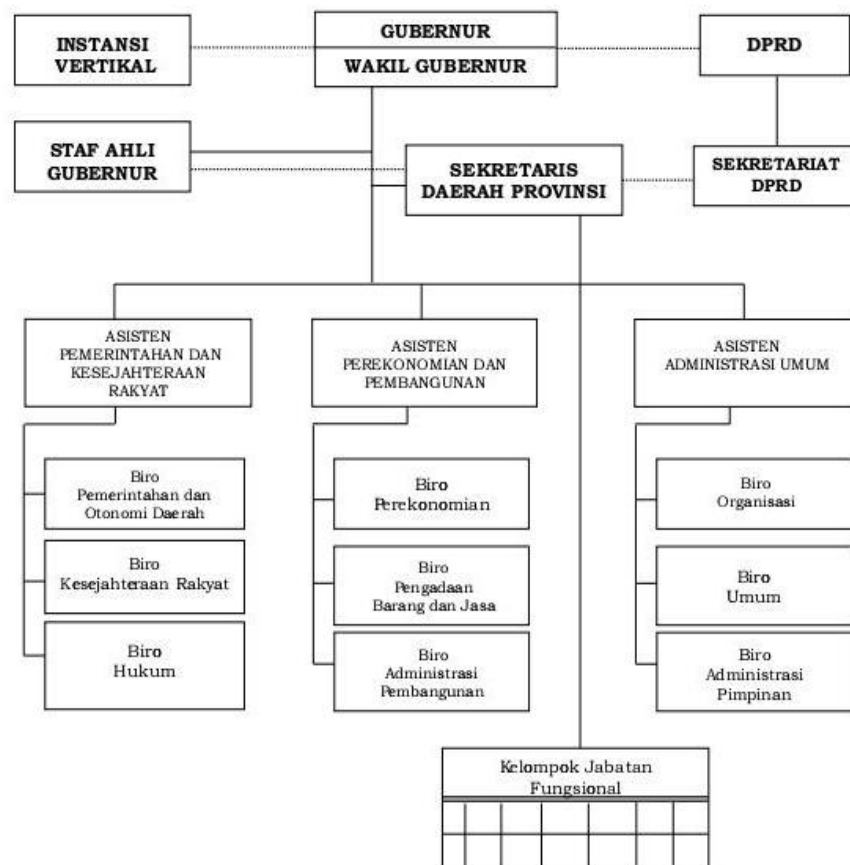 INSTANSI
VERTIKAL
GUBERNUR
WAKIL GUBERNUR
DPRD
STAF AHLI
GUBERNUR
SEKRETARIS
DAERAH PROVINSI
SEKRETARIAT
DPRD
ASISTEN
PEMERINTAHAN DAN
KESEJAHTERAAN
RAKYAT
ASISTEN
PEREKONOMIAN DAN
PEMBANGUNAN
ASISTEN
ADMINISTRASI UMUM
Biro
Pemerintahan dan
Otonomi Daerah
Biro
Kesejahteraan Rakyat
Biro
Hukum
Biro
Perekonomian
Biro
Pengadaan
Barang dan Jasa
Biro
Administrasi
Pembangunan
Biro
Organisasi
Biro
Umum
Biro
Administrasi
Pimpinan
Kelompok Jabatan
Fungsional